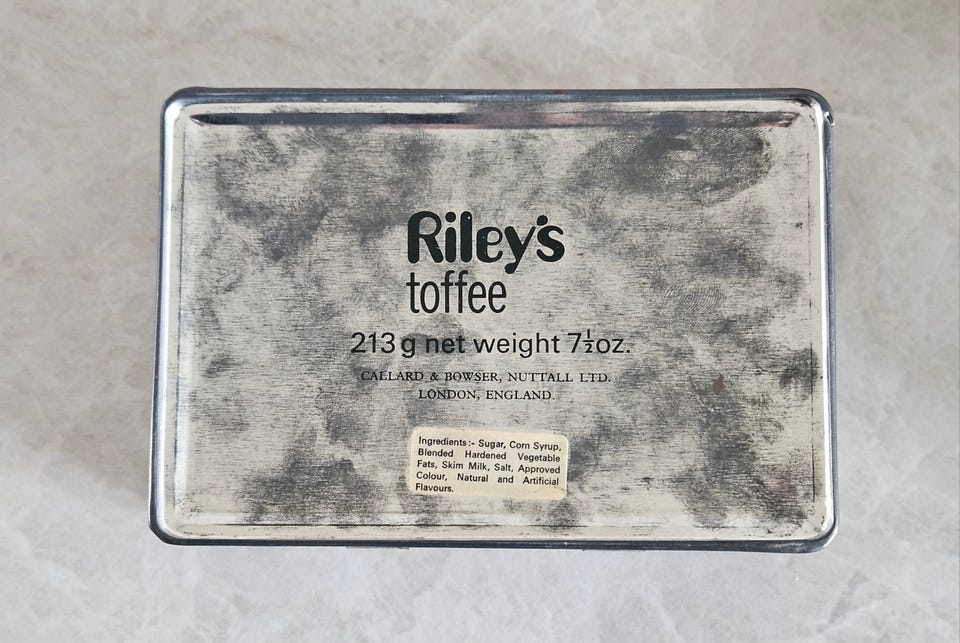 Riley's
toffee
213 g net weight 7½oz.
CALLARD & BOWSER, NUTTALL LTD.
LONDON, ENGLAND.
Ingredients:- Sugar, Corn Syrup,
Blended Hardened Vegetable
Fats, Skim Milk, Salt, Approved
Colour, Natural and Artificial
Flavours.